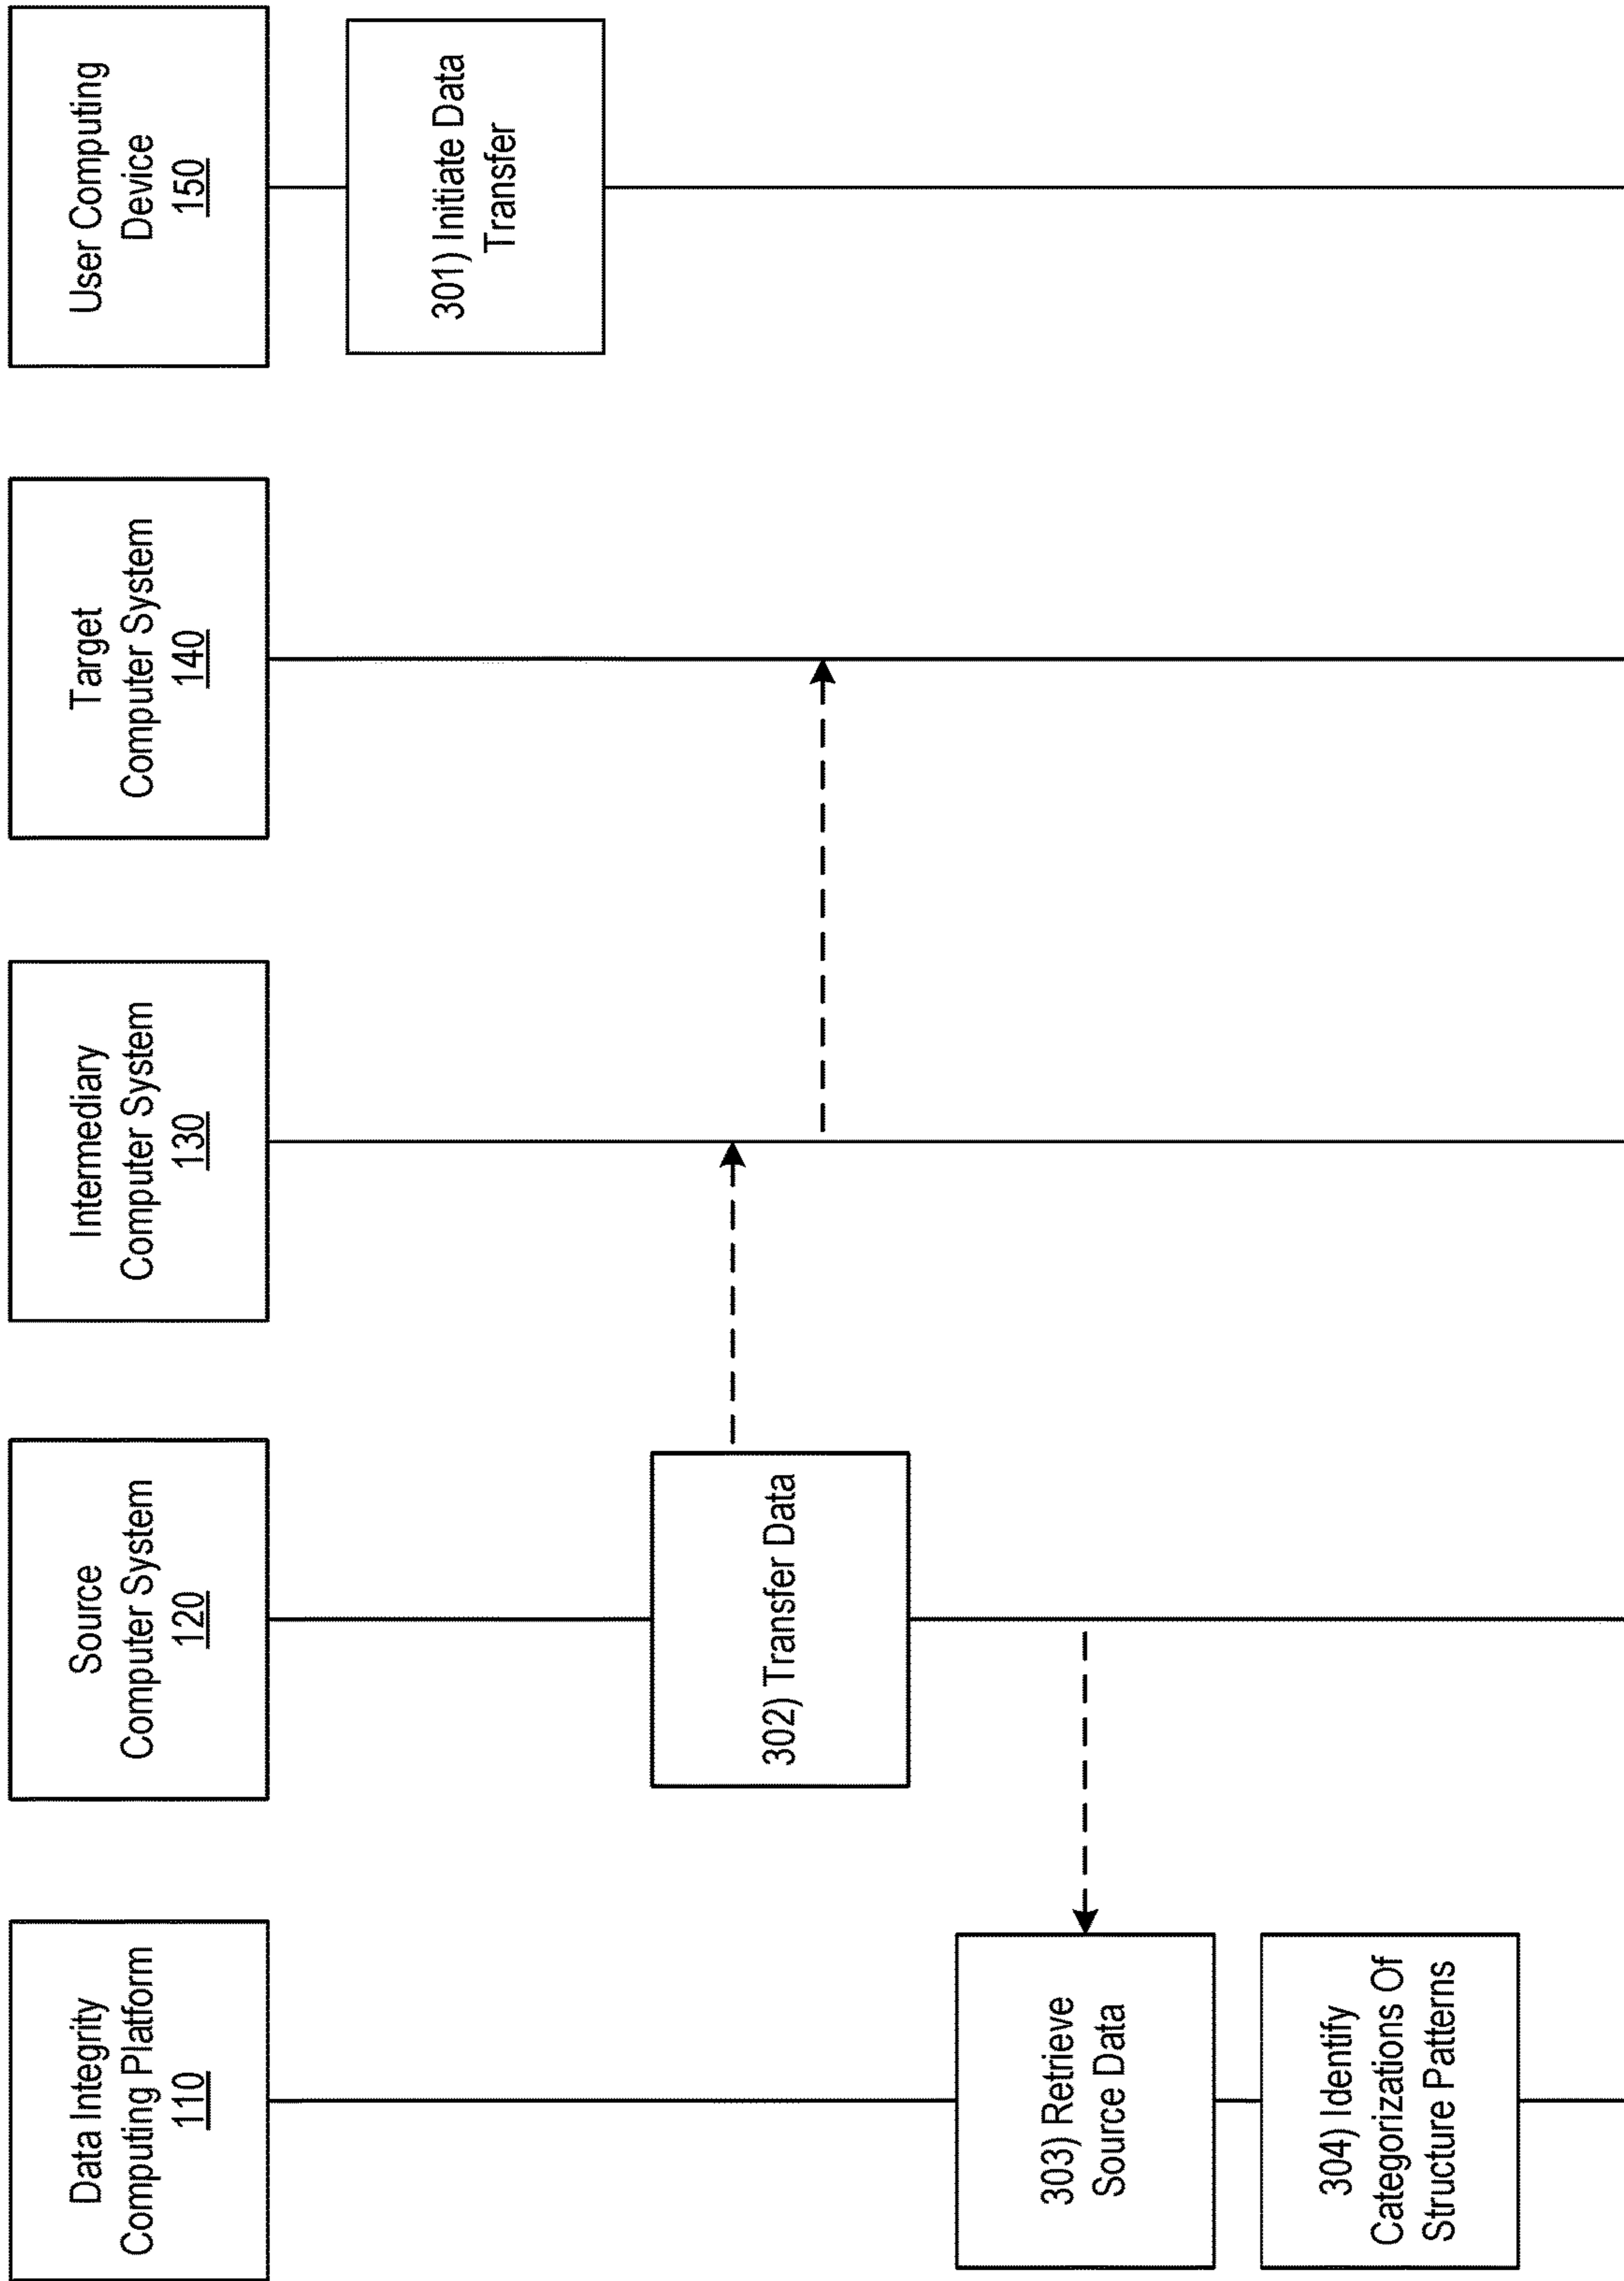 Data Integrity
Computing Platform
110
Source
Computer System
120
Intermediary
Computer System
130
Target
Computer System
140
User Computing
Device
150
301) Initiate Data
Transfer
302) Transfer Data
303) Retrieve
Source Data
304) Identify
Categorizations Of
Structure Patterns